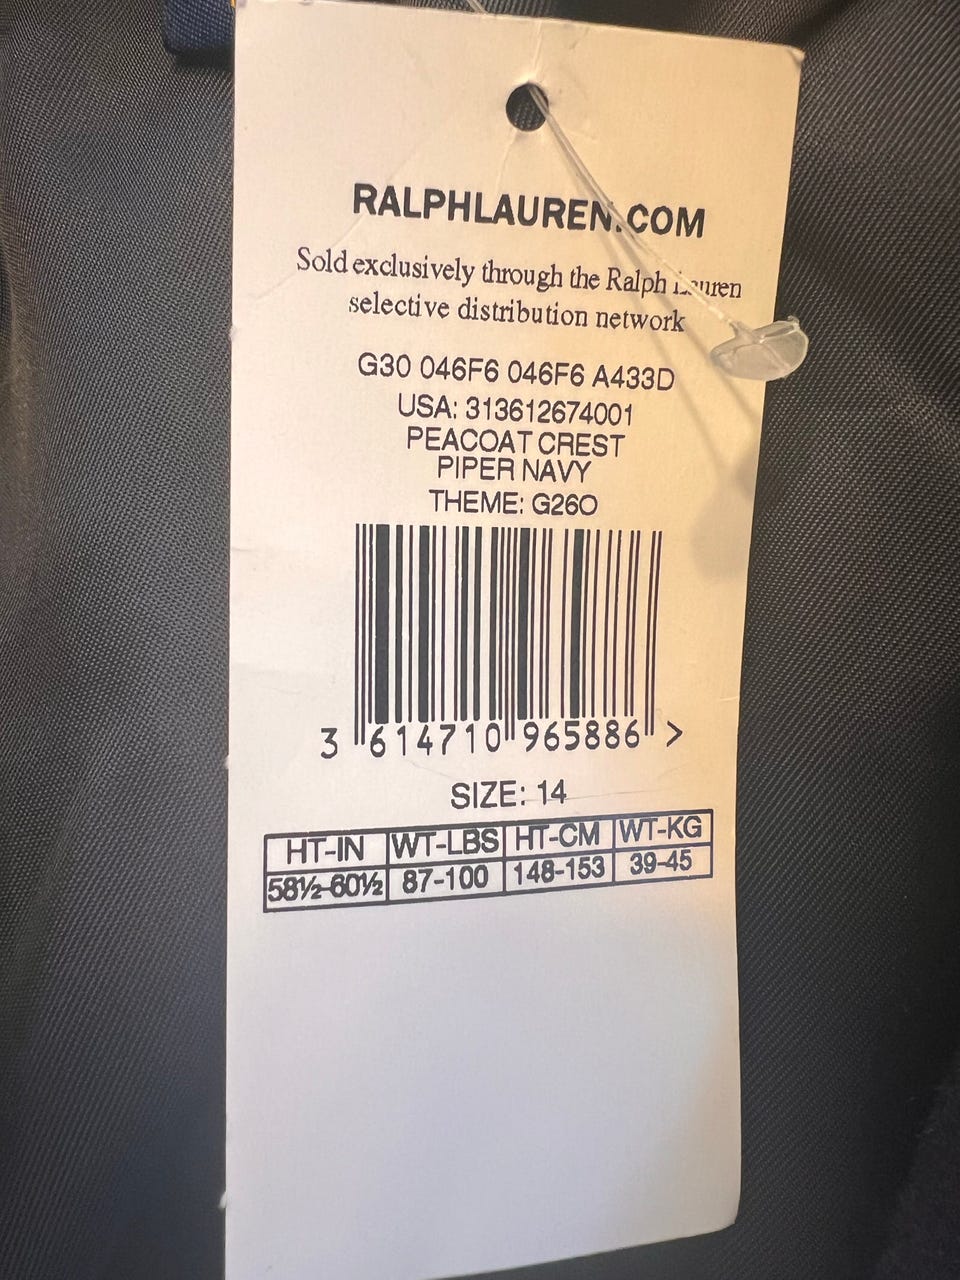 RALPHLAUREN.COM
Sold exclusively through the Ralph Lauren
selective distribution network
G30 046F6 046F6 A433D
USA: 313612674001
PEACOAT CREST
PIPER NAVY
THEME: G26O
3 614710 965886 >
SIZE: 14
HT-IN WT-LBS HT-CM WT-KG
58½-60½ 87-100 148-153 39-45